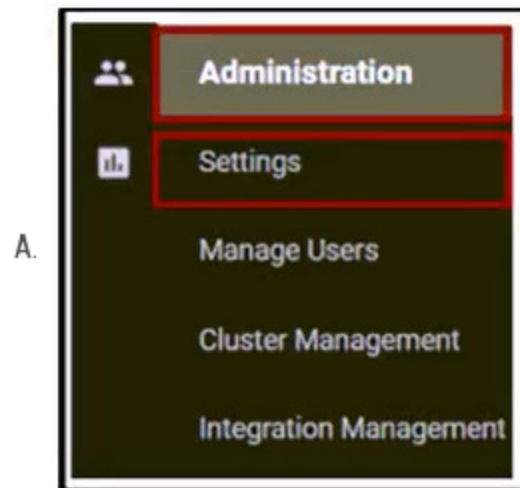 Administration
Settings
A.
Manage Users
Cluster Management
Integration Management